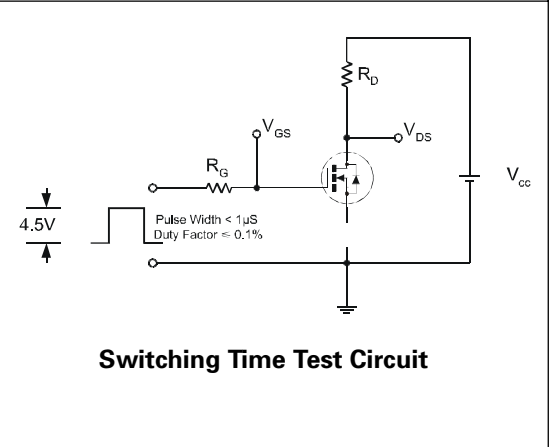 R_D
V_GS
V_DS
R_G
V_cc
4.5V
Pulse Width < 1µS
Duty Factor ≤ 0.1%
Switching Time Test Circuit